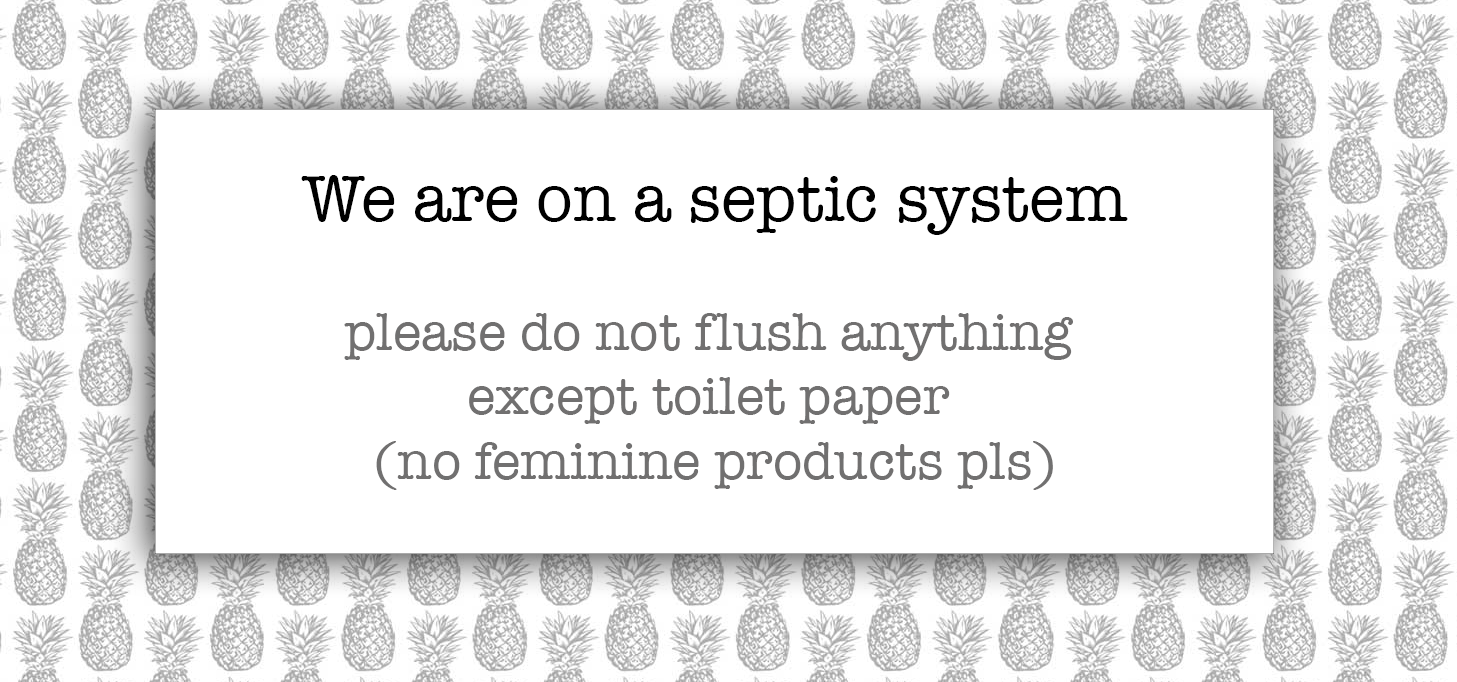 We are on a septic system
please do not flush anything
except toilet paper
(no feminine products pls)